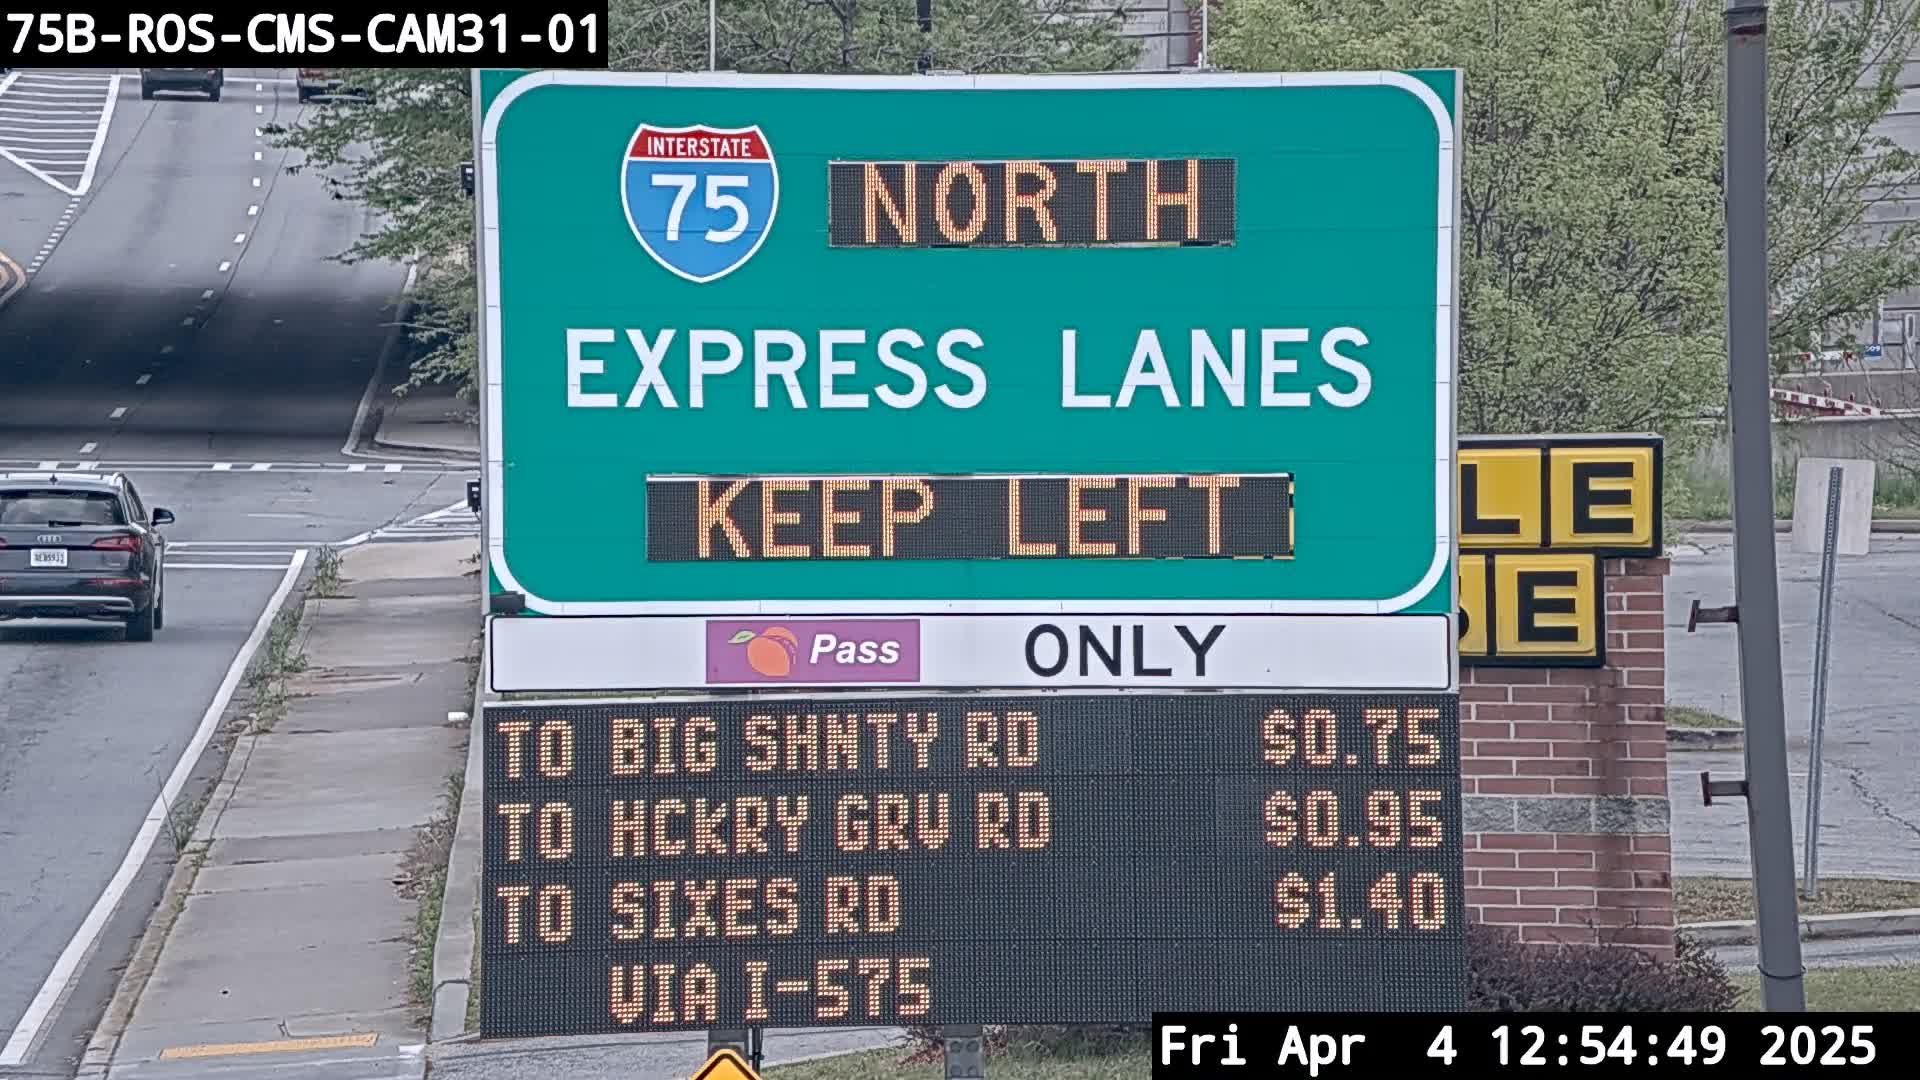 75B-ROS-CMS-CAM31-01
INTERSTATE
75
NORTH
EXPRESS LANES
KEEP LEFT
Pass ONLY
TO BIG SHNTY RD $0.75
TO HCKRY GRV RD $0.95
TO SIXES RD $1.40
VIA I-575
LE
E
Fri Apr 4 12:54:49 2025